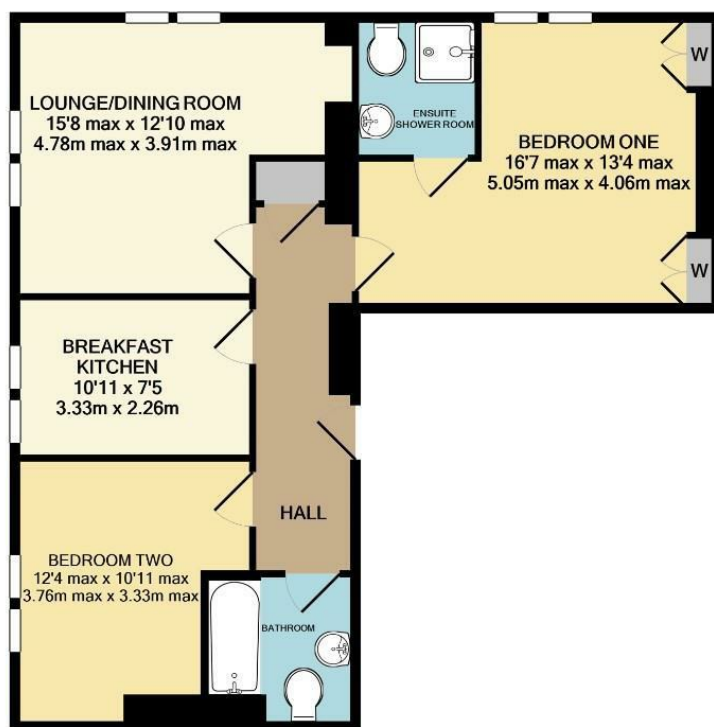 LOUNGE/DINING ROOM
15'8 max x 12'10 max
4.78m max x 3.91m max
ENSUITE
SHOWER ROOM
W
BEDROOM ONE
16'7 max x 13'4 max
5.05m max x 4.06m max
W
BREAKFAST
KITCHEN
10'11 x 7'5
3.33m x 2.26m
HALL
BEDROOM TWO
12'4 max x 10'11 max
3.76m max x 3.33m max
BATHROOM